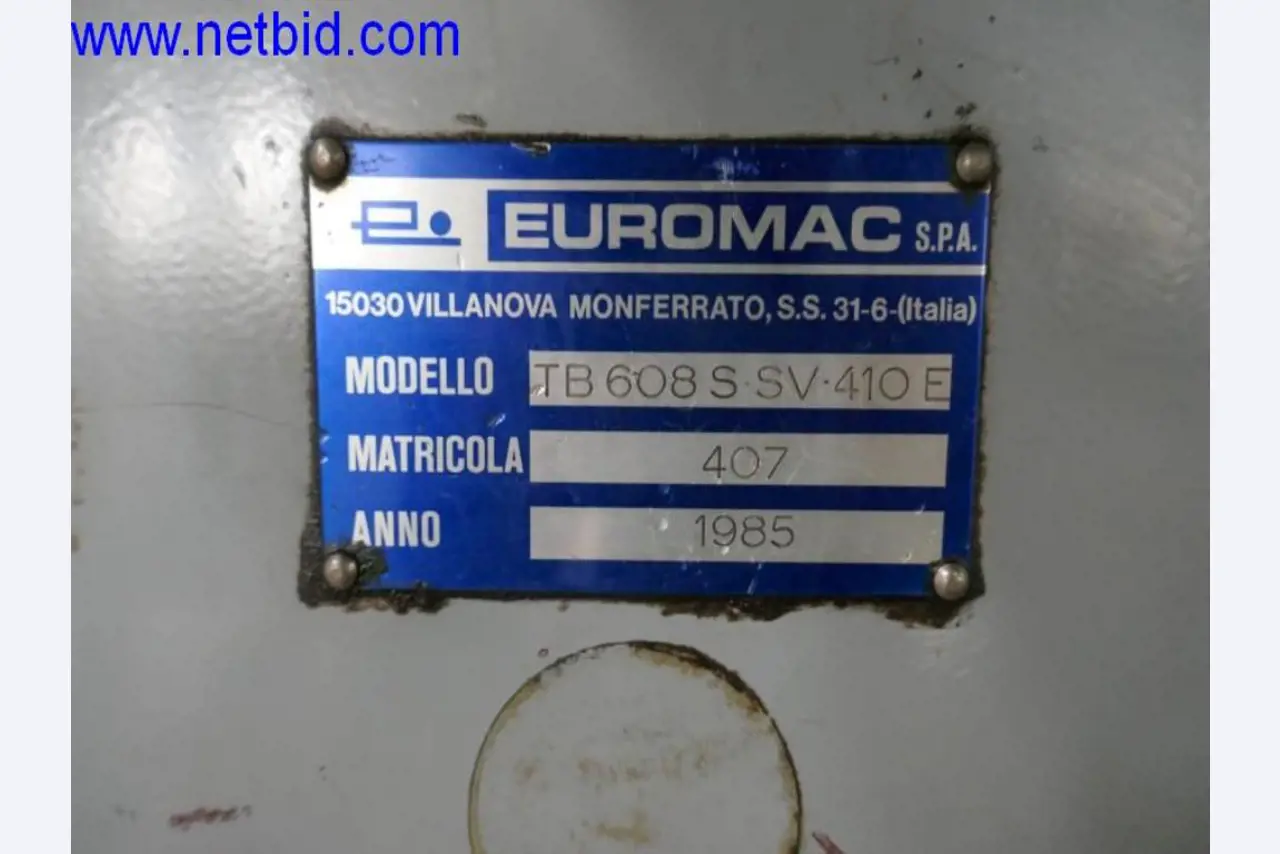 www.netbid.com
EUROMAC S.P.A.
15030 VILLANOVA MONFERRATO, S.S. 31-6-(Italia)
MODELLO TB 608 S·SV·410 E
MATRICOLA 407
ANNO 1985